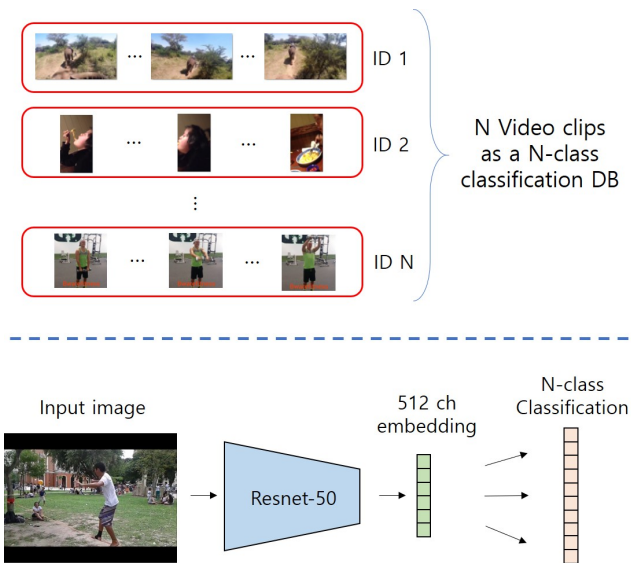 ID 1
ID 2
ID N
N Video clips
as a N-class
classification DB
Input image
Resnet-50
512 ch
embedding
N-class
Classification